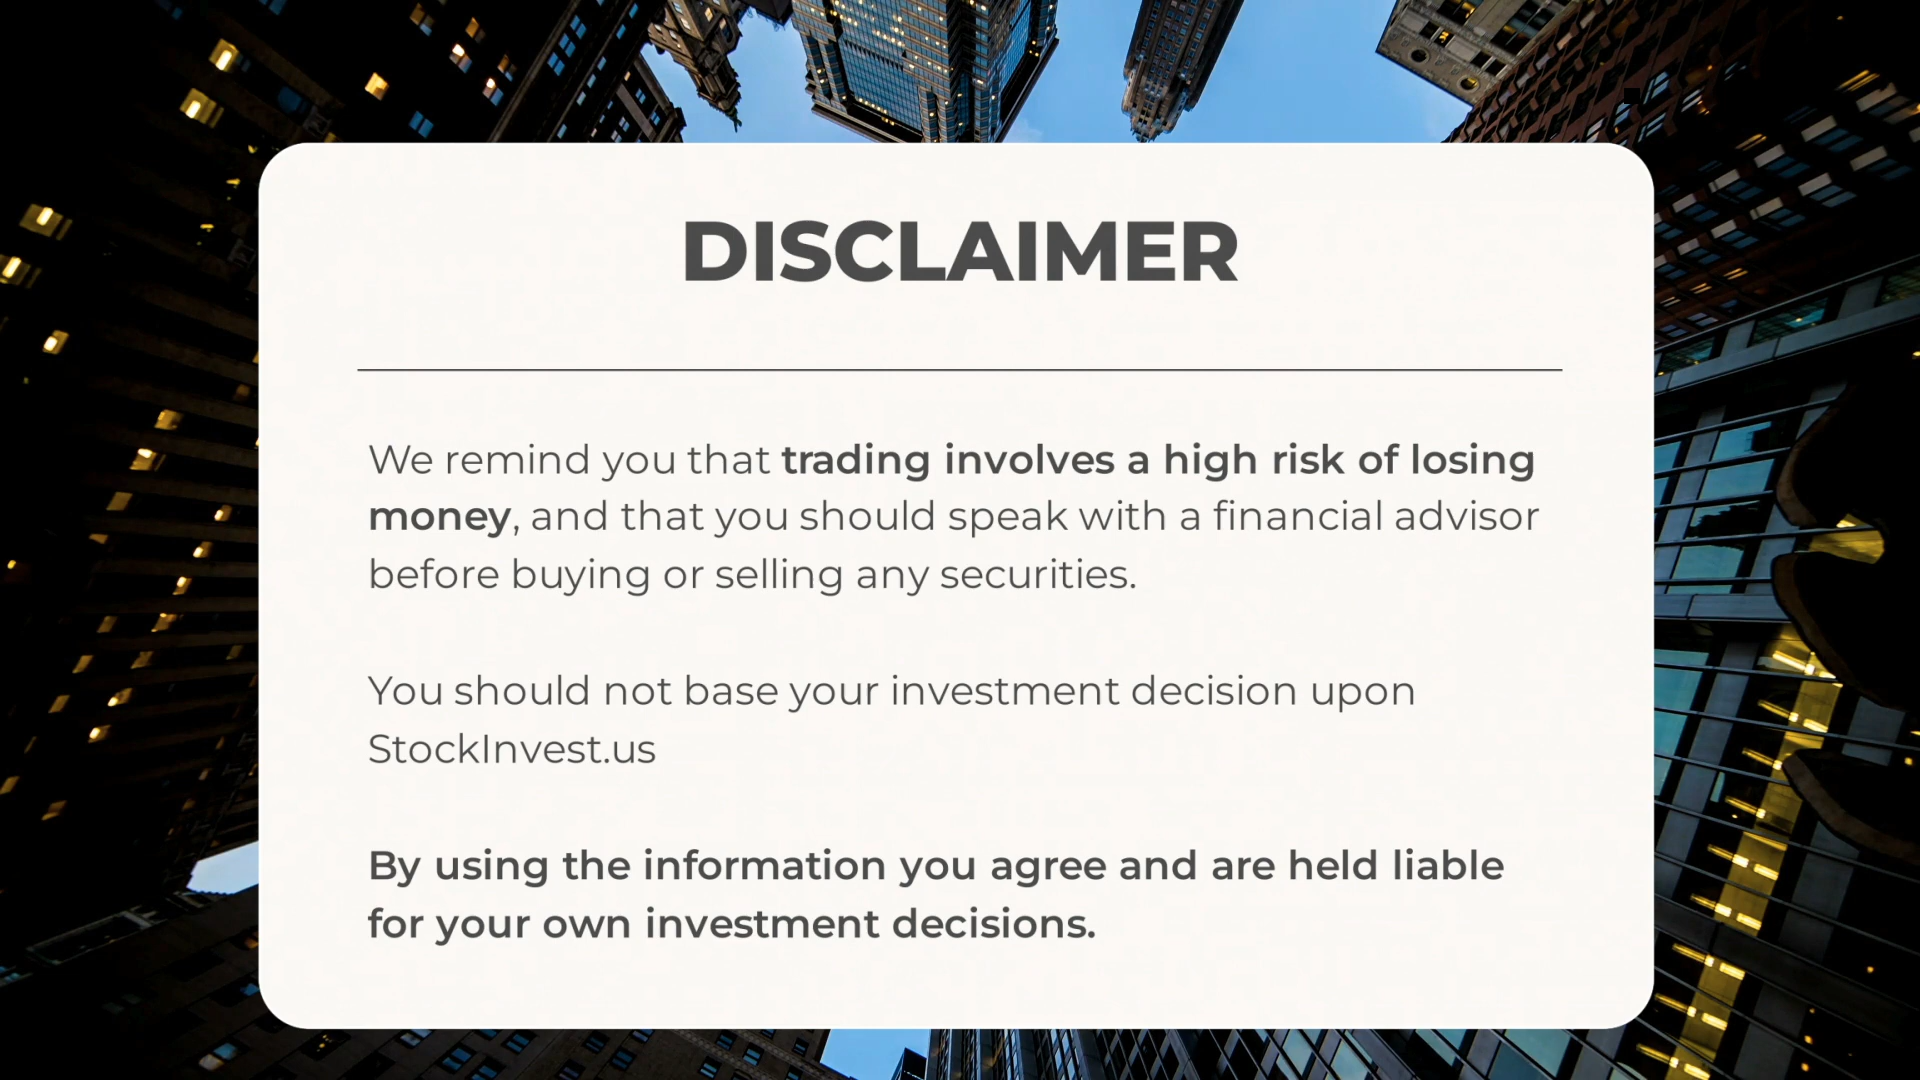 DISCLAIMER
We remind you that trading involves a high risk of losing
money, and that you should speak with a financial advisor
before buying or selling any securities.
You should not base your investment decision upon
StockInvest.us
By using the information you agree and are held liable
for your own investment decisions.